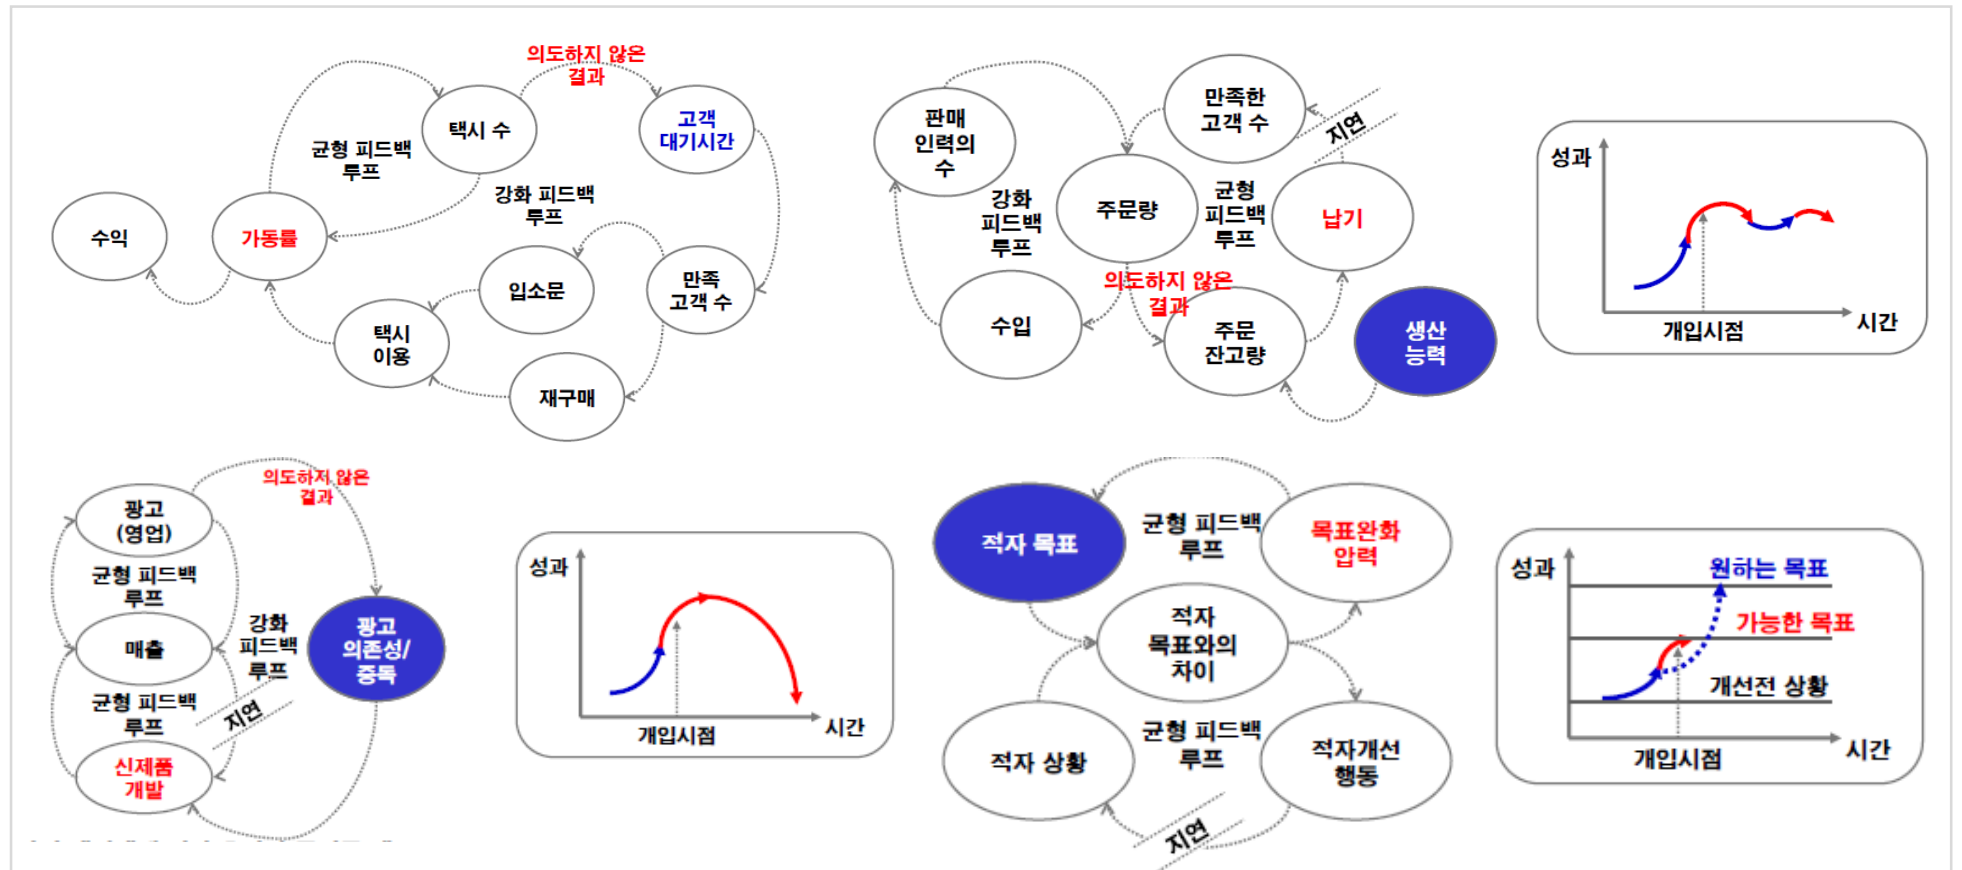 의도하지 않은
결과
택시 수
고객
대기시간
균형 피드백
루프
강화 피드백
루프
수익
가동률
입소문
만족
고객 수
택시
이용
재구매
판매
인력의
수
만족한
고객 수
지연
주문량
강화
피드백
루프
균형
피드백
루프
납기
의도하지 않은
결과
수입
주문
잔고량
생산
능력
성과
개입시점
시간
의도하지 않은
결과
광고
(영업)
균형 피드백
루프
매출
강화
피드백
루프
광고
의존성/
중독
균형 피드백
루프
지연
신제품
개발
성과
개입시점
시간
적자 목표
균형 피드백
루프
목표완화
압력
적자
목표와의
차이
적자 상황
균형 피드백
루프
적자개선
행동
지연
성과
원하는 목표
가능한 목표
개선전 상황
개입시점
시간